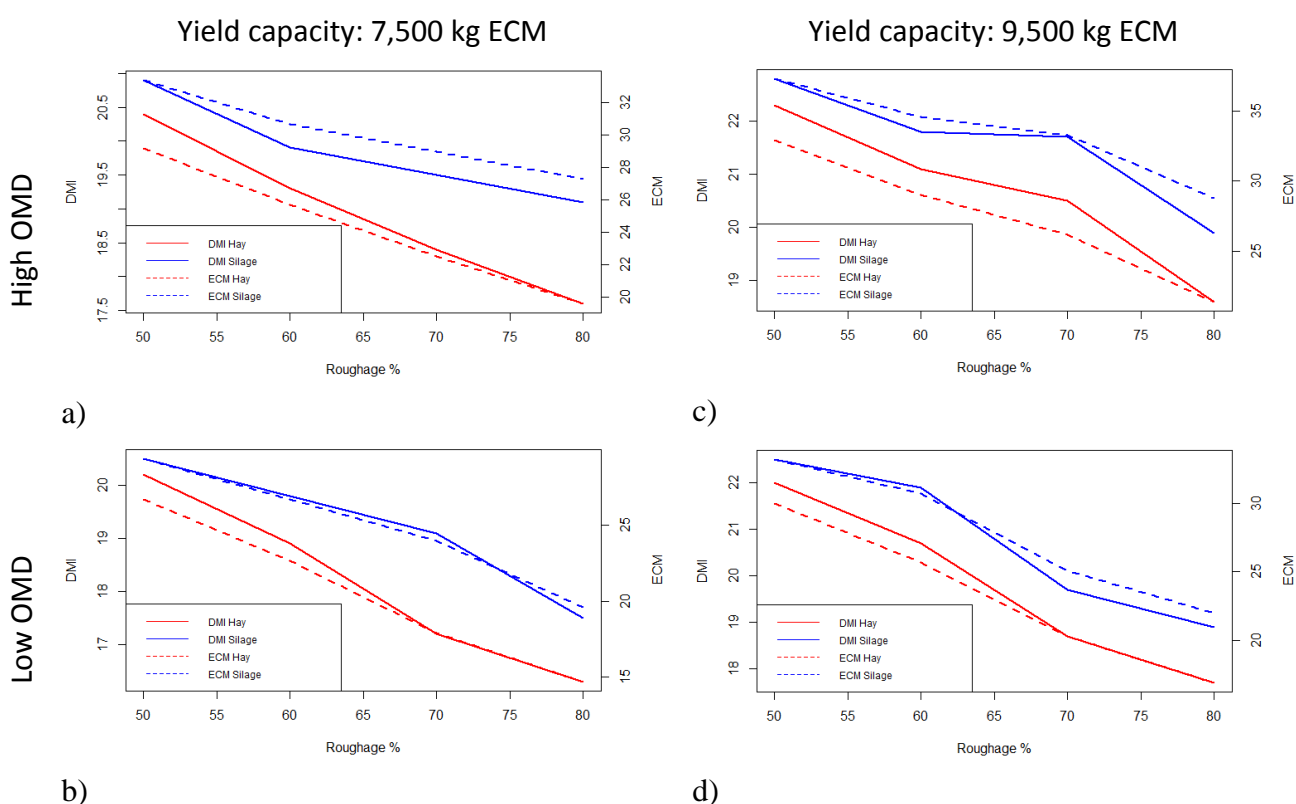 Yield capacity: 7,500 kg ECM
Yield capacity: 9,500 kg ECM
High OMD
DMI
17.5 18.5 19.5 20.5
DMI Hay
DMI Silage
ECM Hay
ECM Silage
20 22 24 26 28 30 32
ECM
50 55 60 65 70 75 80
Roughage %
a)
DMI
19 20 21 22
DMI Hay
DMI Silage
ECM Hay
ECM Silage
25 30 35
ECM
50 55 60 65 70 75 80
Roughage %
c)
Low OMD
DMI
17 18 19 20
DMI Hay
DMI Silage
ECM Hay
ECM Silage
15 20 25
ECM
50 55 60 65 70 75 80
Roughage %
b)
DMI
18 19 20 21 22
DMI Hay
DMI Silage
ECM Hay
ECM Silage
20 25 30
ECM
50 55 60 65 70 75 80
Roughage %
d)